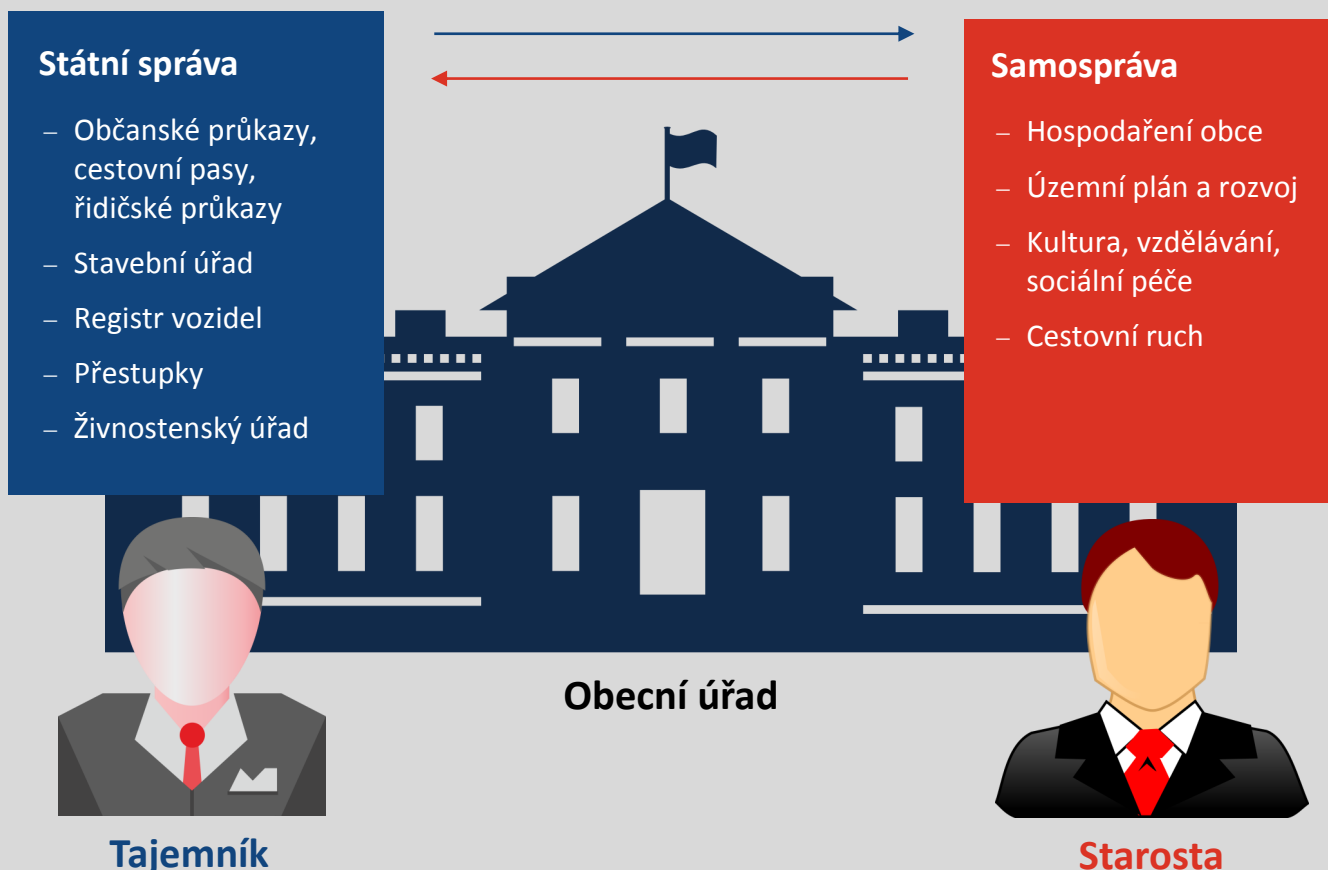 Státní správa
– Občanské průkazy,
cestovní pasy,
řidičské průkazy
– Stavební úřad
– Registr vozidel
– Přestupky
– Živnostenský úřad
Samospráva
– Hospodaření obce
– Územní plán a rozvoj
– Kultura, vzdělávání,
sociální péče
– Cestovní ruch
Obecní úřad
Tajemník
Starosta